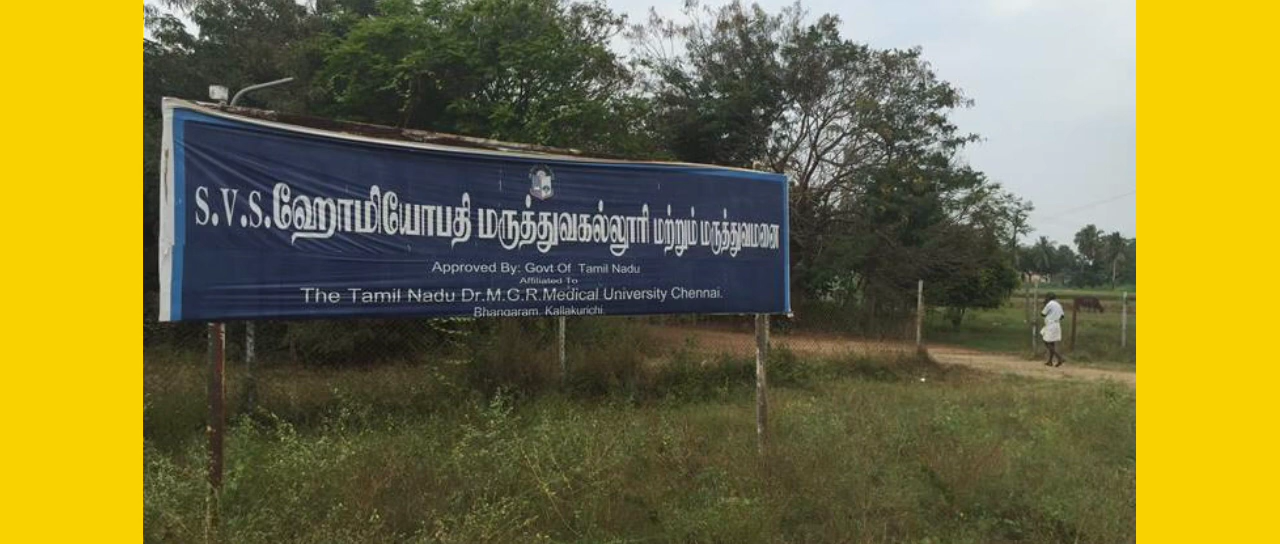 S.V.S.ஹோமியோபதி மருத்துவகல்லூரி மற்றும் மருத்துவமனை
Approved By: Govt Of Tamil Nadu
Affiliated To
The Tamil Nadu Dr.M.G.R.Medical University Chennai.
Bhangaram, Kallakurichi.